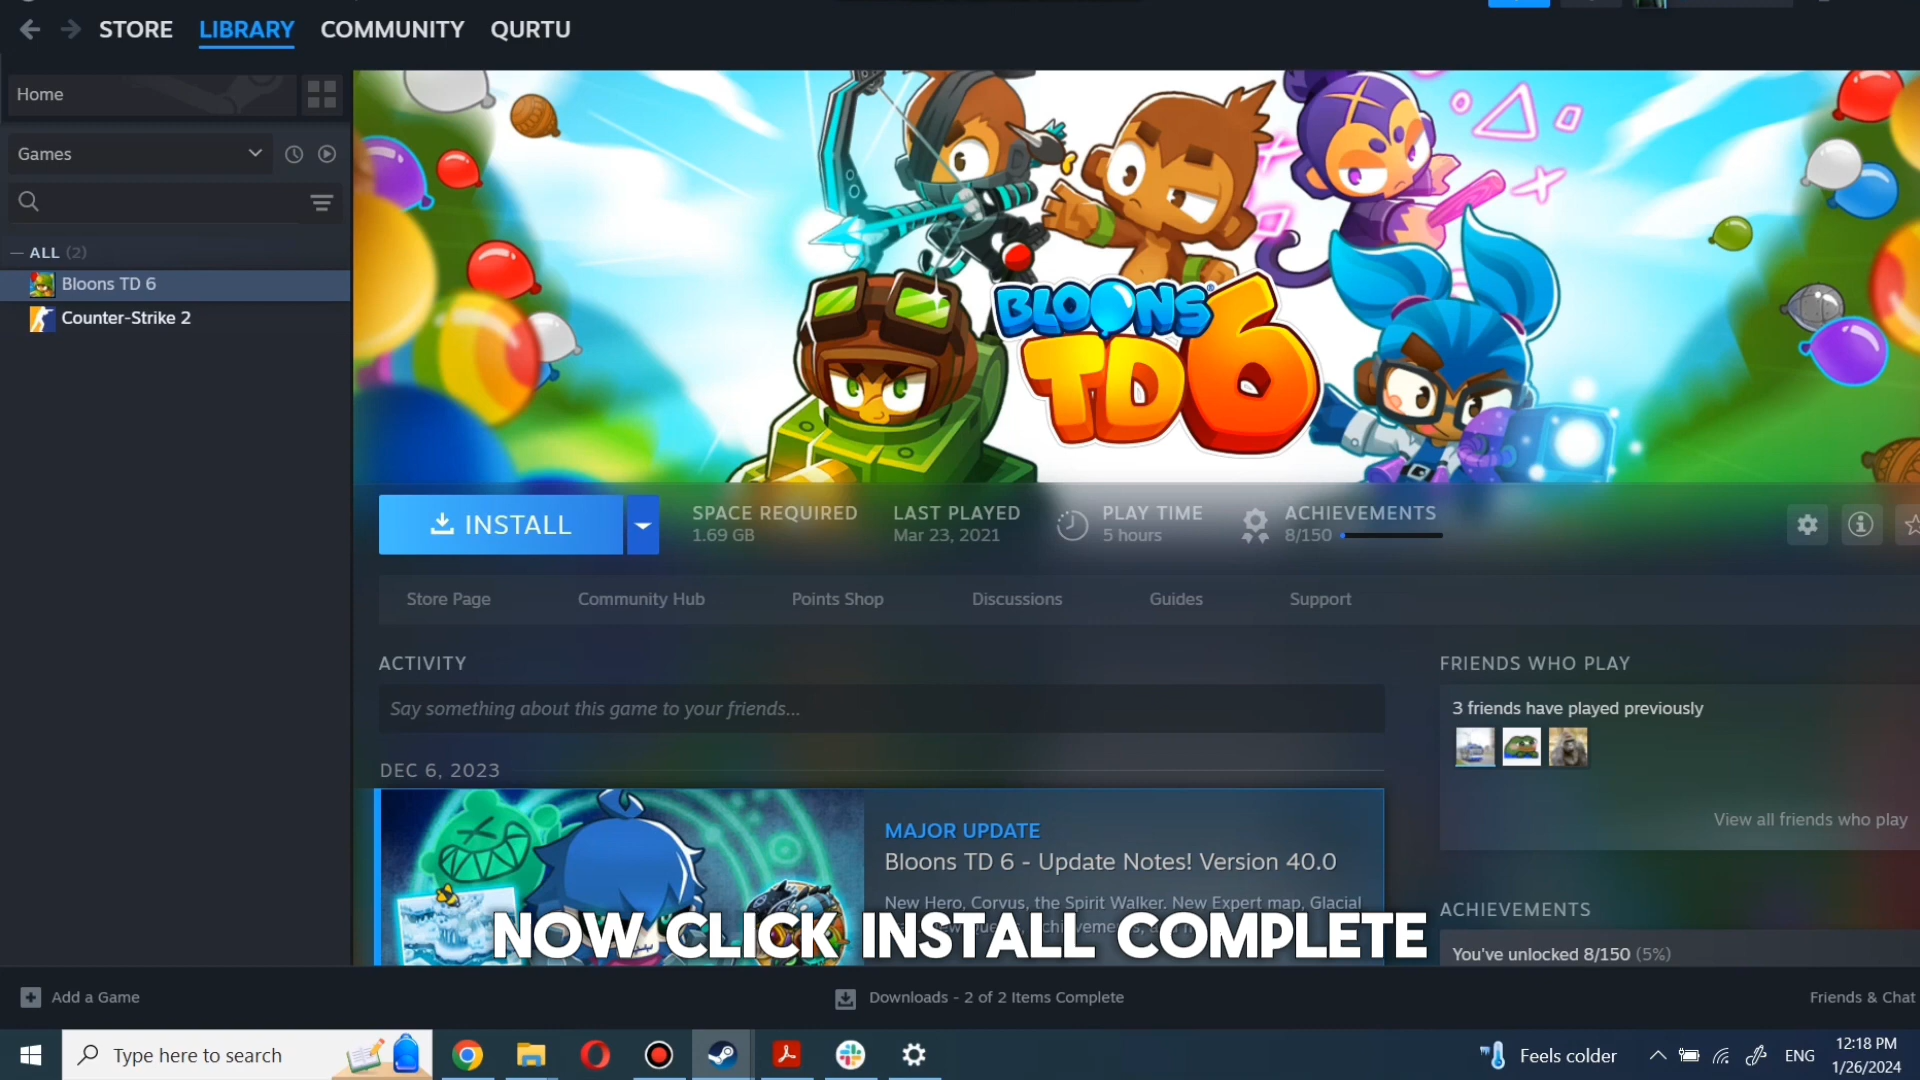 STORE LIBRARY COMMUNITY QURTU
Home
Games
ALL (2)
Bloons TD 6
Counter-Strike 2
BLOONS
TD6
INSTALL
SPACE REQUIRED
1.69 GB
LAST PLAYED
Mar 23, 2021
PLAY TIME
5 hours
ACHIEVEMENTS
8/150
Store Page Community Hub Points Shop Discussions Guides Support
ACTIVITY
Say something about this game to your friends...
DEC 6, 2023
MAJOR UPDATE
Bloons TD 6 - Update Notes! Version 40.0
New Hero, Corvus, the Spirit Walker. New Expert map, Glacial
FRIENDS WHO PLAY
3 friends have played previously
View all friends who play
ACHIEVEMENTS
You've unlocked 8/150 (5%)
NOW CLICK INSTALL COMPLETE
Add a Game
Downloads - 2 of 2 Items Complete
Friends & Chat
Type here to search
Feels colder
ENG
12:18 PM
1/26/2024